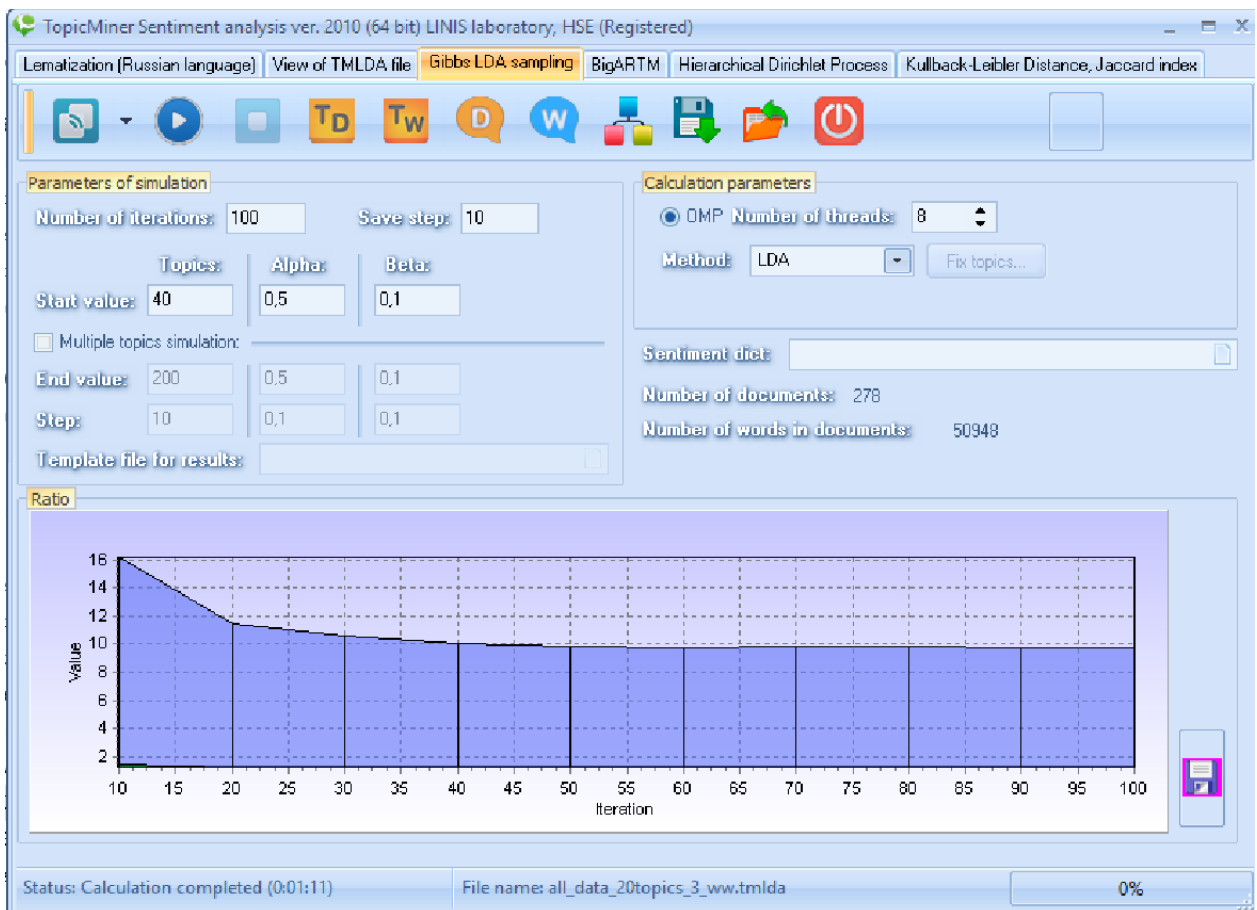 TopicMiner Sentiment analysis ver. 2010 (64 bit) LINIS laboratory, HSE (Registered)
Lematization (Russian language) View of TMLDA file Gibbs LDA sampling BigARTM Hierarchical Dirichlet Process Kullback-Leibler Distance, Jaccard index
TD TW D W
Parameters of simulation
Number of iterations: 100 Save step: 10
Topics: Alpha: Beta:
Start value: 40 0,5 0,1
Multiple topics simulation:
End value: 200 0,5 0,1
Step: 10 0,1 0,1
Template file for results:
Calculation parameters
OMP Number of threads: 8
Method: LDA Fix topics...
Sentiment dict:
Number of documents: 278
Number of words in documents: 50948
Ratio
16
14
12
10
8
6
4
2
Value
10 15 20 25 30 35 40 45 50 55 60 65 70 75 80 85 90 95 100
Iteration
Status: Calculation completed (0:01:11) File name: all_data_20topics_3_ww.tmlda 0%